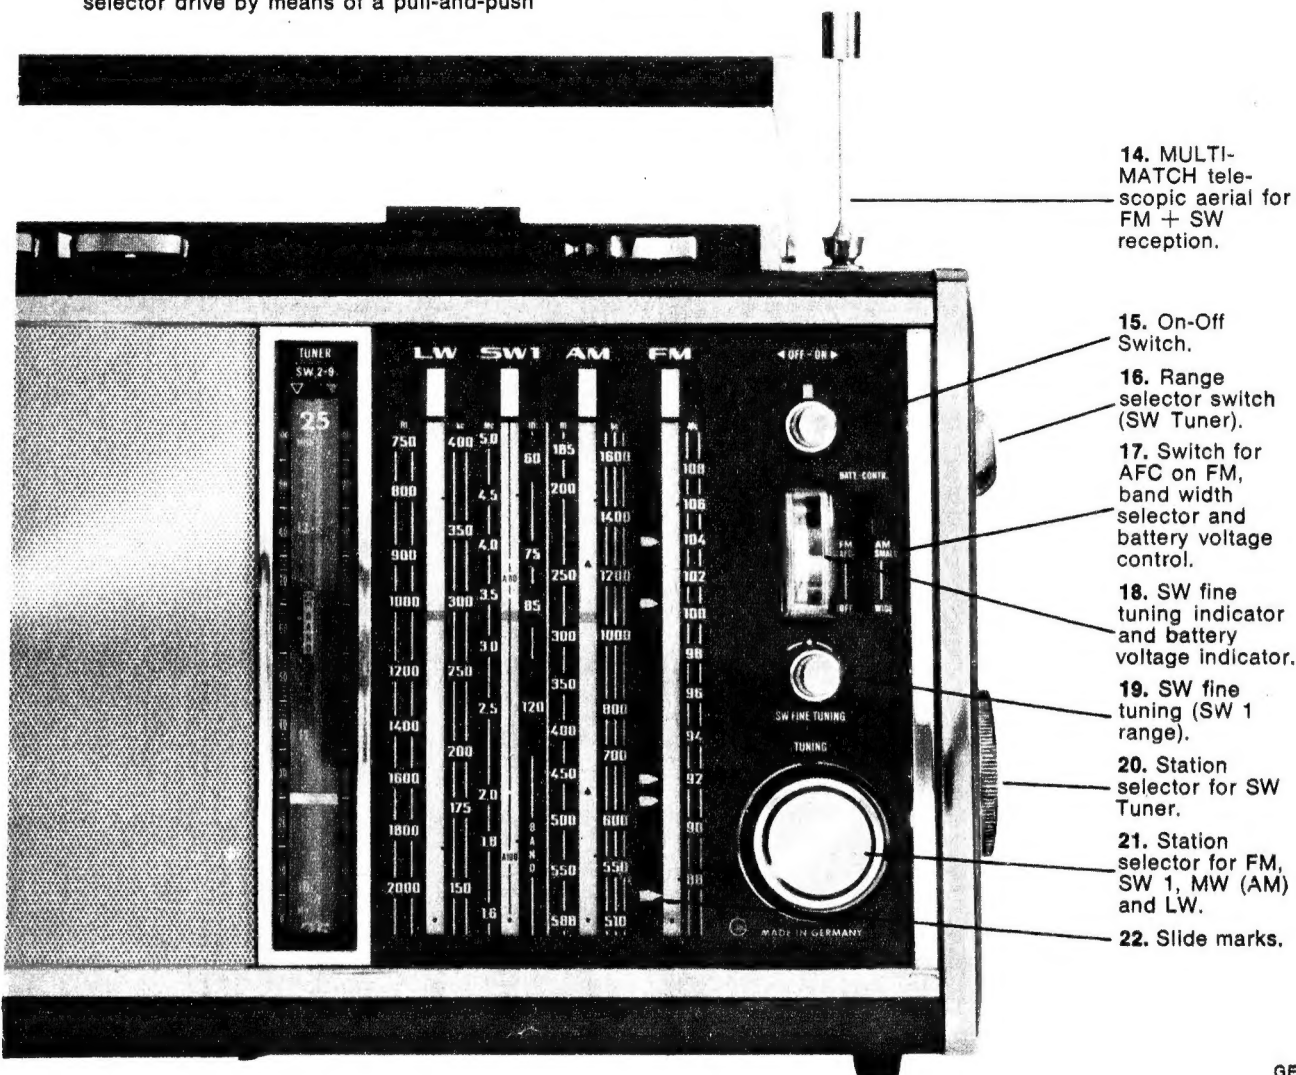 selector drive by means of a pull-and-push
14. MULTI-
MATCH tele-
scopic aerial for
FM + SW
reception.
15. On-Off
Switch.
16. Range
selector switch
(SW Tuner).
17. Switch for
AFC on FM,
band width
selector and
battery voltage
control.
18. SW fine
tuning indicator
and battery
voltage indicator.
19. SW fine
tuning (SW 1
range).
20. Station
selector for SW
Tuner.
21. Station
selector for FM,
SW 1, MW (AM)
and LW.
22. Slide marks.
TUNER
SW 2-9
25
LW SW1 AM FM
750
800
900
1000
1200
1400
1600
1800
2000
400
350
300
250
200
175
150
5.0
4.5
4.0
3.5
3.0
2.5
2.0
1.8
1.6
60
75
85
120
BAND
A80
A160
185
200
250
300
350
400
450
500
550
588
1600
1400
1200
1000
800
700
600
550
510
108
106
104
102
100
98
96
94
92
90
88
◄ OFF - ON ►
BATT.-CONTR.
FM
AFC
OFF
AM
SMALL
WIDE
SW FINE TUNING
TUNING
MADE IN GERMANY